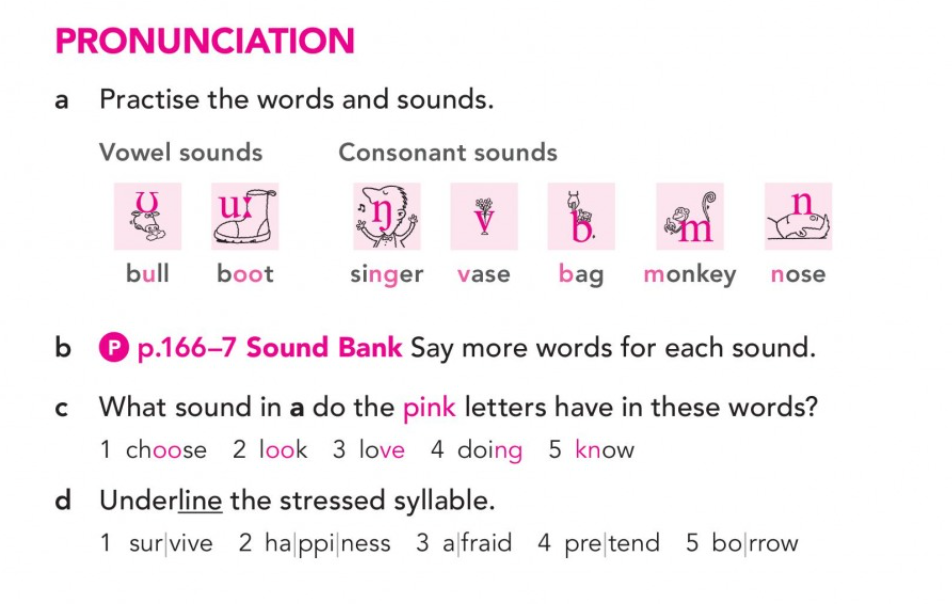 PRONUNCIATION
a Practise the words and sounds.
Vowel sounds Consonant sounds
ʊ uː ŋ v b m n
bull boot singer vase bag monkey nose
b P p.166–7 Sound Bank Say more words for each sound.
c What sound in a do the pink letters have in these words?
1 choose 2 look 3 love 4 doing 5 know
d Underline the stressed syllable.
1 sur|vive 2 ha|ppi|ness 3 a|fraid 4 pre|tend 5 bo|rrow